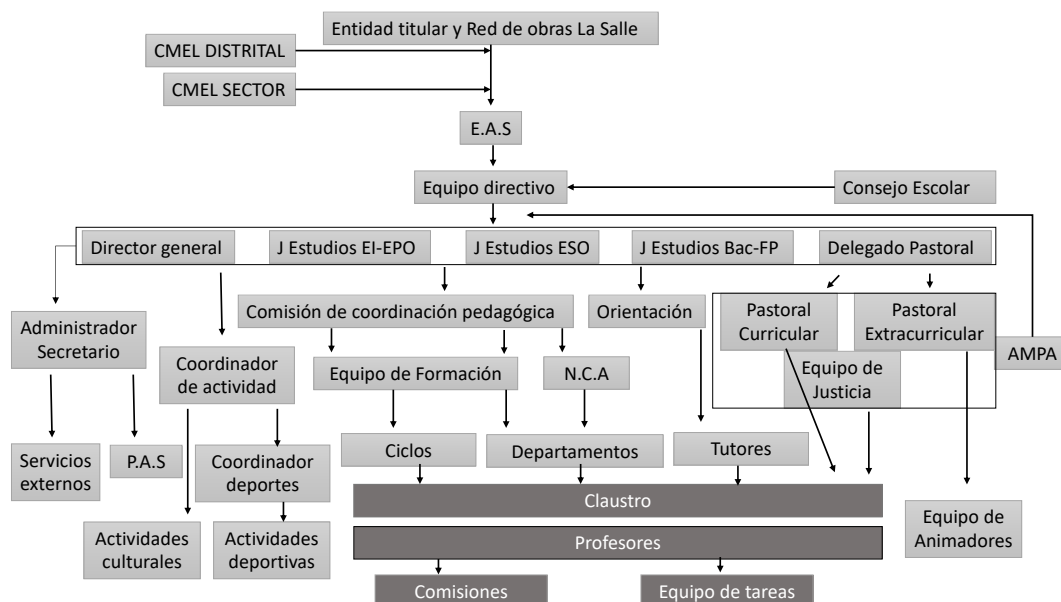 Entidad titular y Red de obras La Salle
CMEL DISTRITAL
CMEL SECTOR
E.A.S
Equipo directivo
Consejo Escolar
Director general
J Estudios EI-EPO
J Estudios ESO
J Estudios Bac-FP
Delegado Pastoral
Administrador
Secretario
Comisión de coordinación pedagógica
Orientación
Pastoral
Curricular
Pastoral
Extracurricular
AMPA
Coordinador
de actividad
Equipo de Formación
N.C.A
Equipo de
Justicia
Servicios
externos
P.A.S
Coordinador
deportes
Ciclos
Departamentos
Tutores
Claustro
Actividades
culturales
Actividades
deportivas
Profesores
Equipo de
Animadores
Comisiones
Equipo de tareas